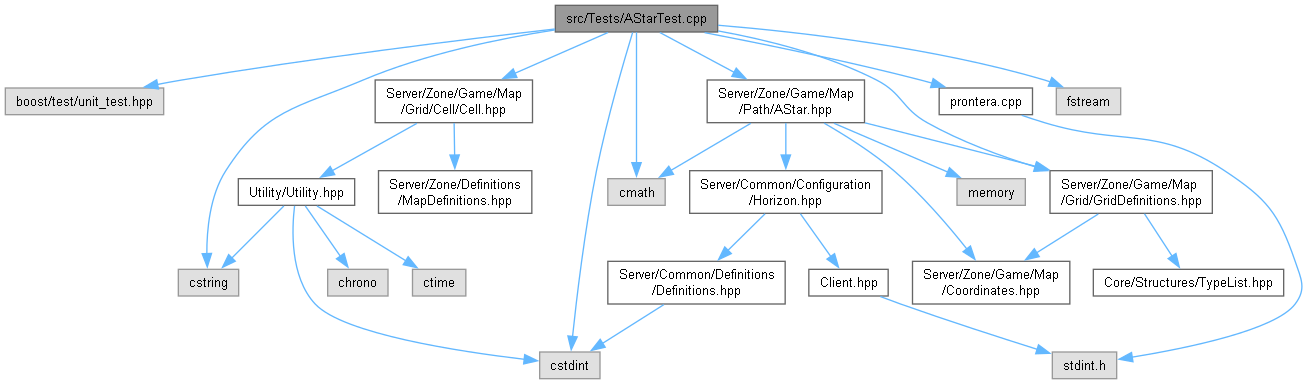 src/Tests/AStarTest.cpp
boost/test/unit_test.hpp
Server/Zone/Game/Map
/Grid/Cell/Cell.hpp
Server/Zone/Game/Map
/Path/AStar.hpp
prontera.cpp
fstream
Utility/Utility.hpp
Server/Zone/Definitions
/MapDefinitions.hpp
cmath
Server/Common/Configuration
/Horizon.hpp
memory
Server/Zone/Game/Map
/Grid/GridDefinitions.hpp
cstring
chrono
ctime
Server/Common/Definitions
/Definitions.hpp
Client.hpp
Server/Zone/Game/Map
/Coordinates.hpp
Core/Structures/TypeList.hpp
cstdint
stdint.h